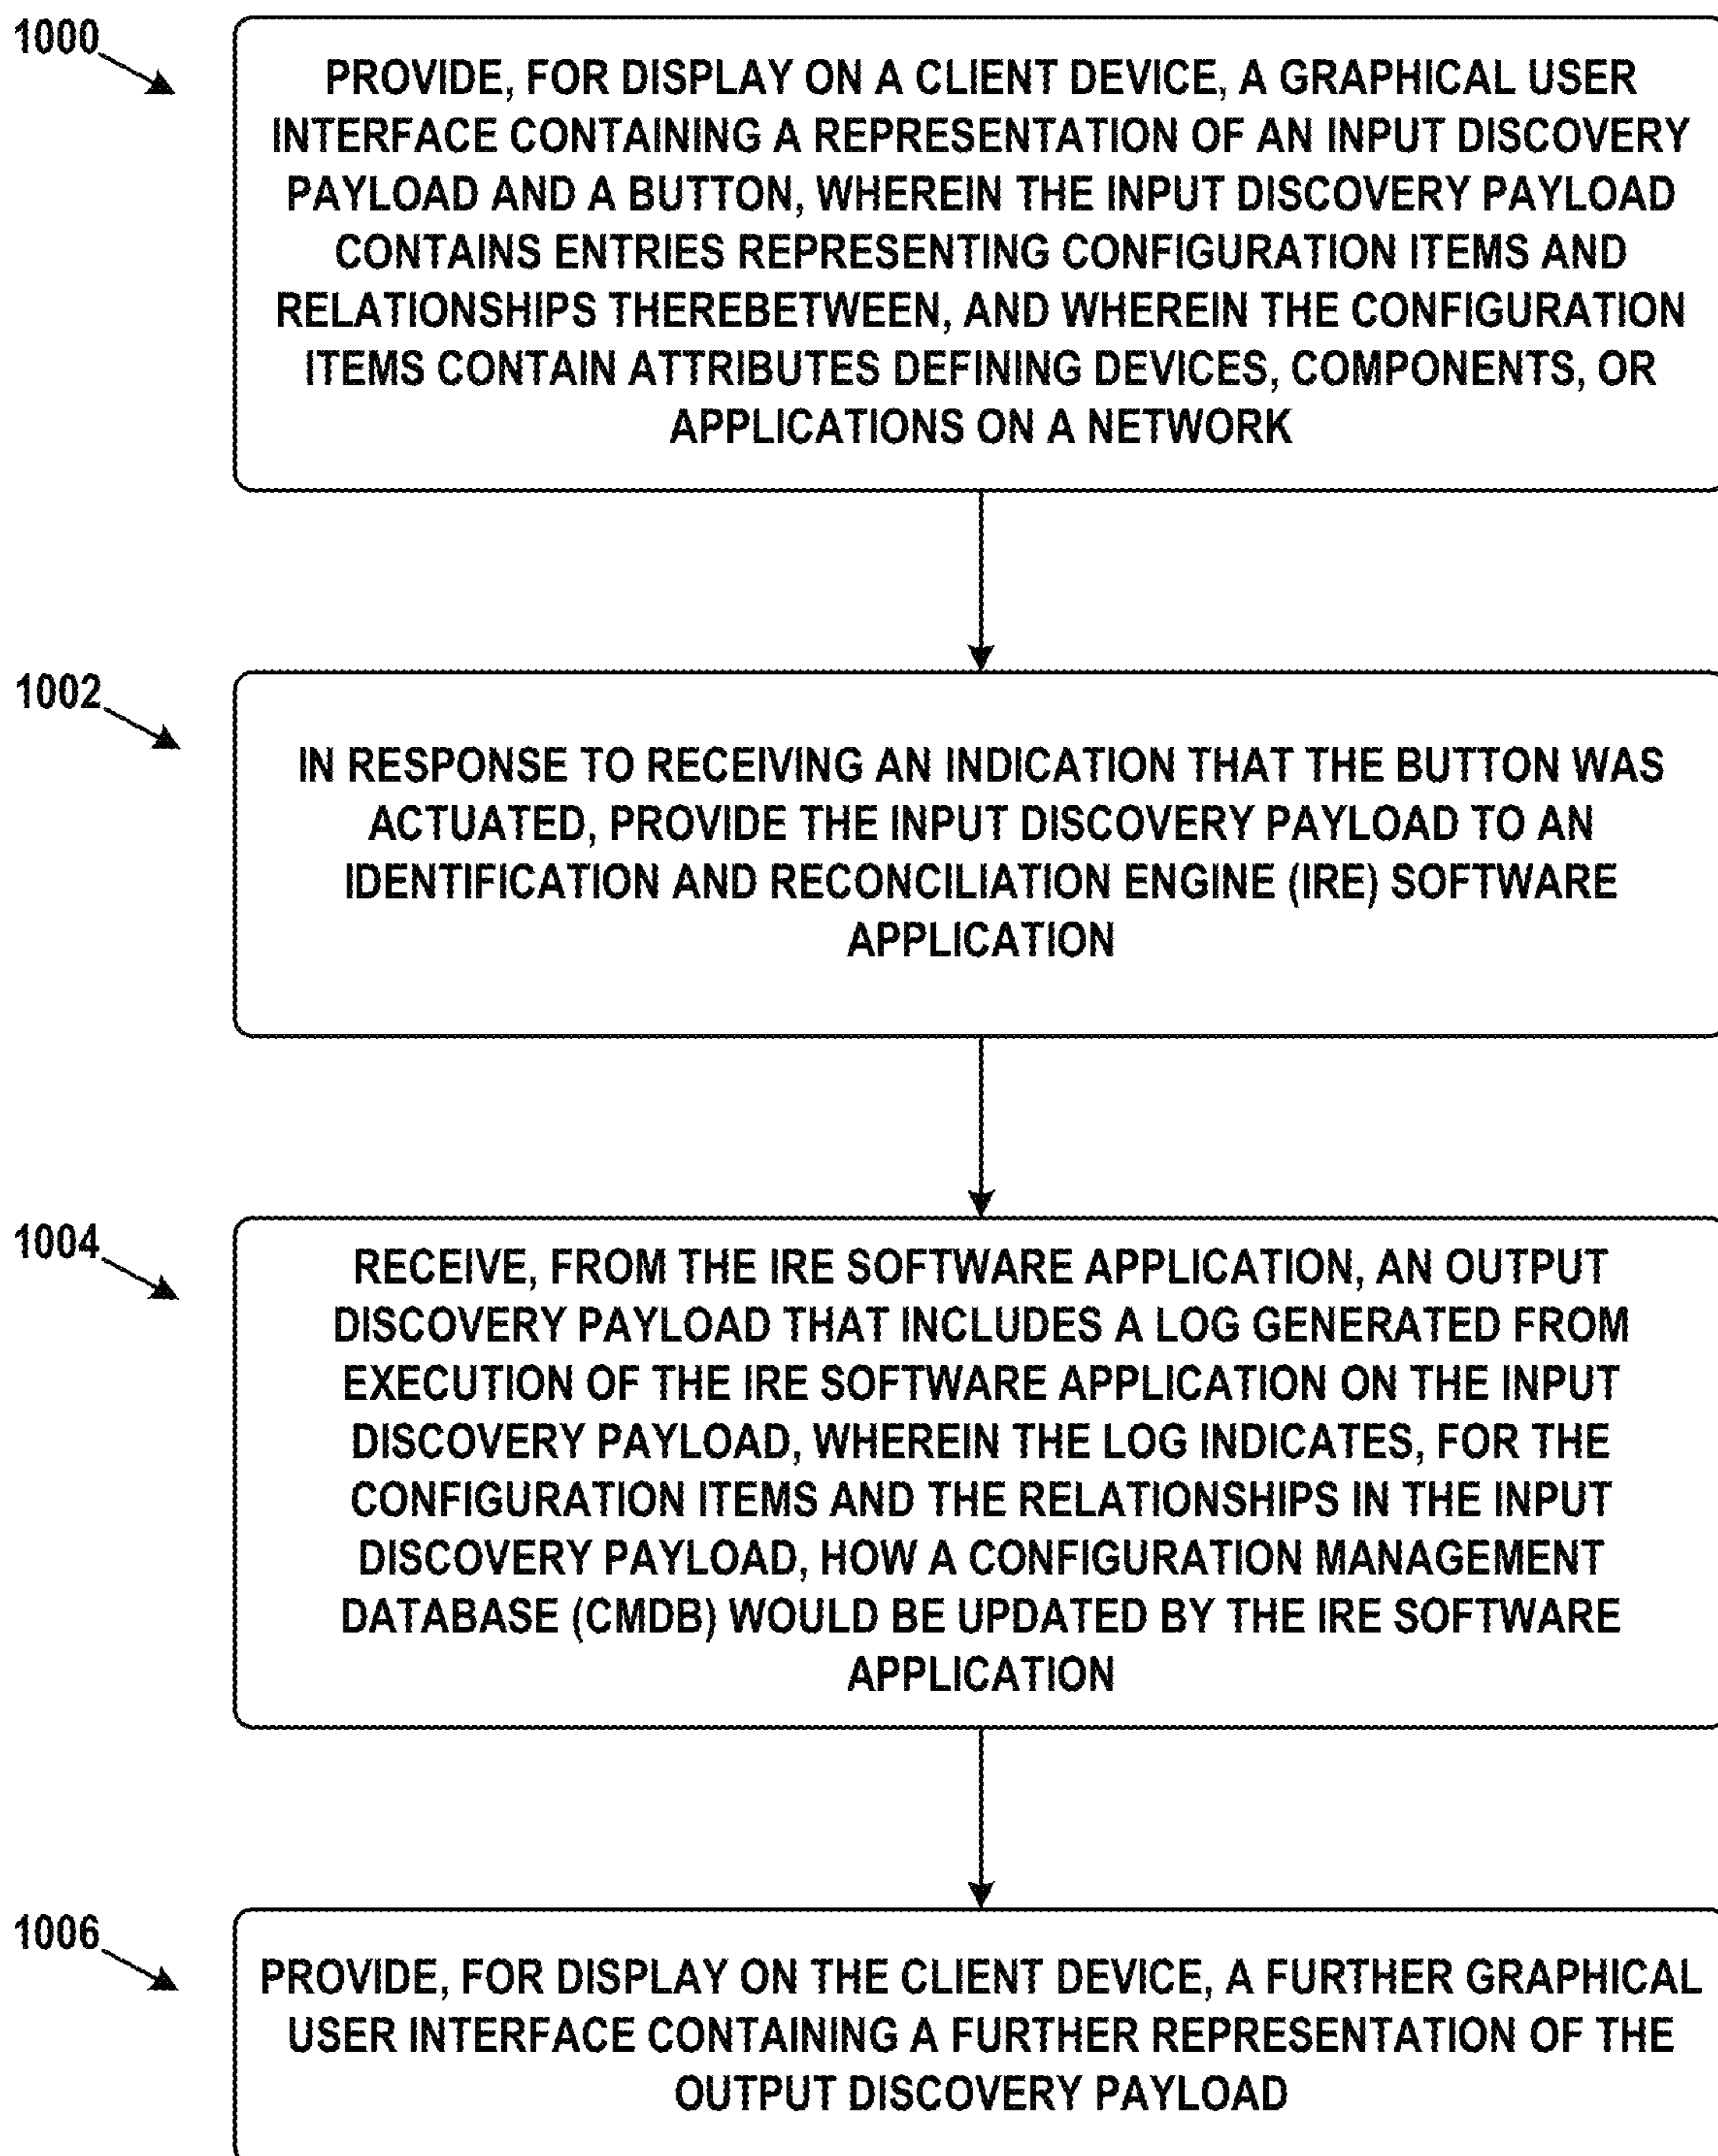 1000
PROVIDE, FOR DISPLAY ON A CLIENT DEVICE, A GRAPHICAL USER
INTERFACE CONTAINING A REPRESENTATION OF AN INPUT DISCOVERY
PAYLOAD AND A BUTTON, WHEREIN THE INPUT DISCOVERY PAYLOAD
CONTAINS ENTRIES REPRESENTING CONFIGURATION ITEMS AND
RELATIONSHIPS THEREBETWEEN, AND WHEREIN THE CONFIGURATION
ITEMS CONTAIN ATTRIBUTES DEFINING DEVICES, COMPONENTS, OR
APPLICATIONS ON A NETWORK
1002
IN RESPONSE TO RECEIVING AN INDICATION THAT THE BUTTON WAS
ACTUATED, PROVIDE THE INPUT DISCOVERY PAYLOAD TO AN
IDENTIFICATION AND RECONCILIATION ENGINE (IRE) SOFTWARE
APPLICATION
1004
RECEIVE, FROM THE IRE SOFTWARE APPLICATION, AN OUTPUT
DISCOVERY PAYLOAD THAT INCLUDES A LOG GENERATED FROM
EXECUTION OF THE IRE SOFTWARE APPLICATION ON THE INPUT
DISCOVERY PAYLOAD, WHEREIN THE LOG INDICATES, FOR THE
CONFIGURATION ITEMS AND THE RELATIONSHIPS IN THE INPUT
DISCOVERY PAYLOAD, HOW A CONFIGURATION MANAGEMENT
DATABASE (CMDB) WOULD BE UPDATED BY THE IRE SOFTWARE
APPLICATION
1006
PROVIDE, FOR DISPLAY ON THE CLIENT DEVICE, A FURTHER GRAPHICAL
USER INTERFACE CONTAINING A FURTHER REPRESENTATION OF THE
OUTPUT DISCOVERY PAYLOAD